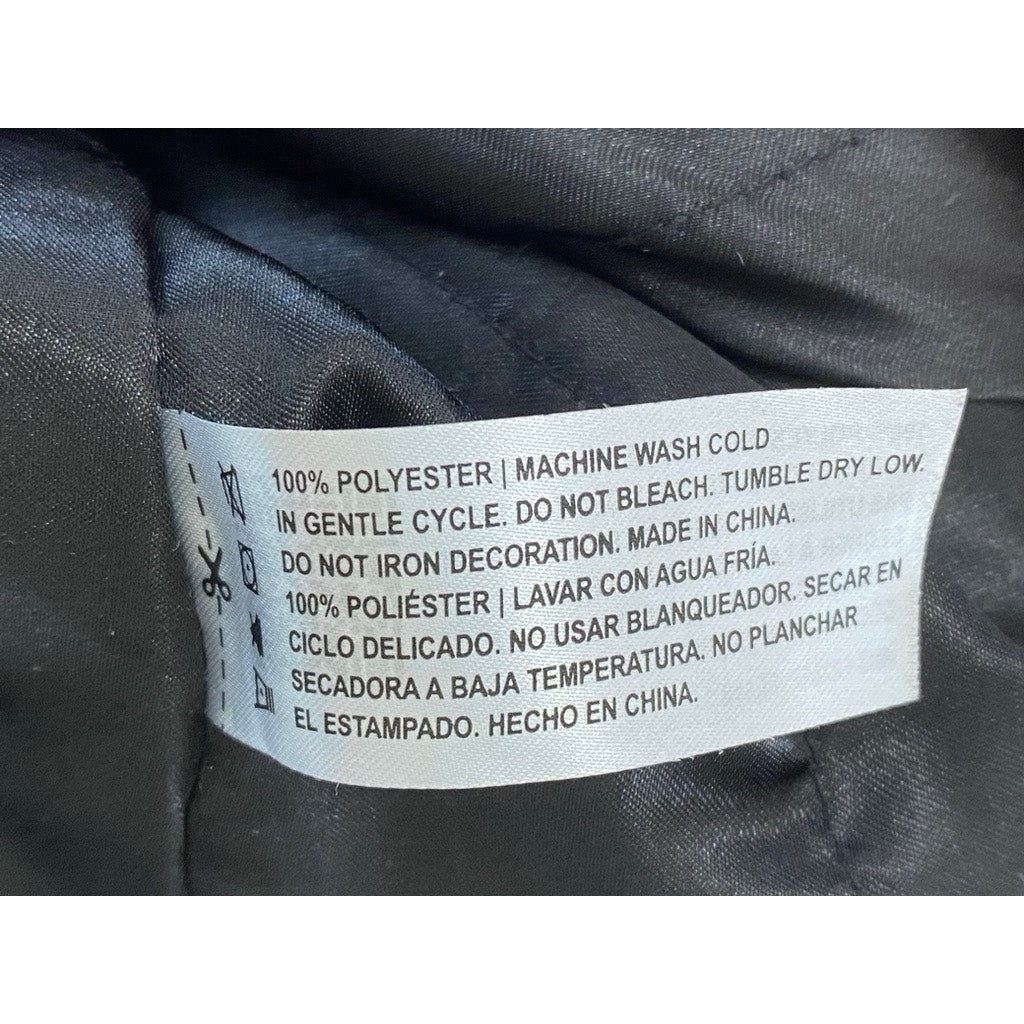 100% POLYESTER | MACHINE WASH COLD
IN GENTLE CYCLE. DO NOT BLEACH. TUMBLE DRY LOW.
DO NOT IRON DECORATION. MADE IN CHINA.
100% POLIÉSTER | LAVAR CON AGUA FRÍA.
CICLO DELICADO. NO USAR BLANQUEADOR. SECAR EN
SECADORA A BAJA TEMPERATURA. NO PLANCHAR
EL ESTAMPADO. HECHO EN CHINA.